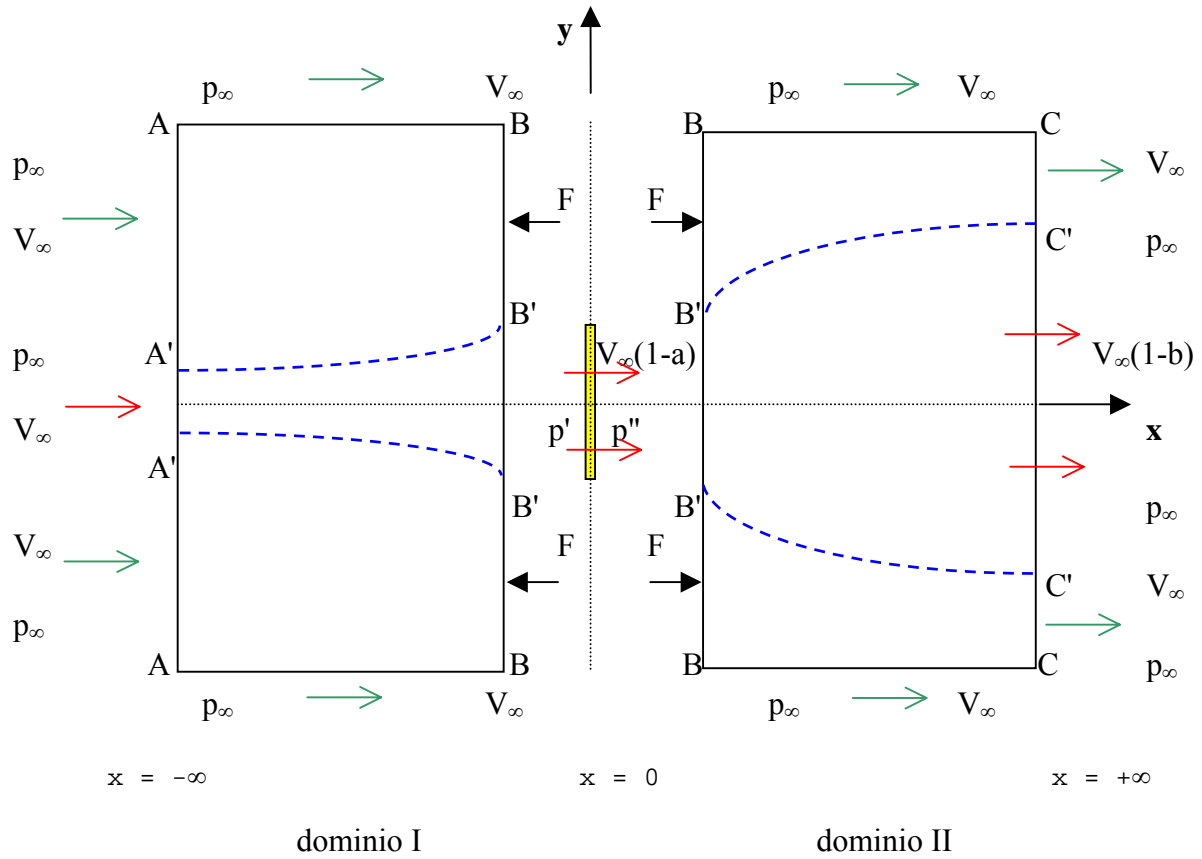 y
p∞ V∞ p∞ V∞
A B B C
p∞ V∞
F F
V∞ p∞
C'
B' B'
A'
p∞ V∞(1-a) V∞(1-b)
V∞ p' p'' x
A'
B' B' p∞
V∞ F F
C' V∞
p∞
A B B C p∞
p∞ V∞ p∞ V∞
x = -∞ x = 0 x = +∞
dominio I dominio II